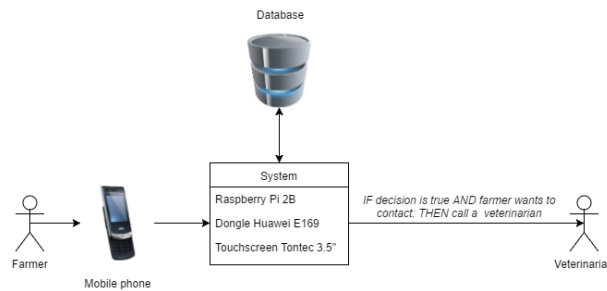 Database
System
Raspberry Pi 2B
Dongle Huawei E169
Touchscreen Tontec 3.5"
IF decision is true AND farmer wants to
contact; THEN call a veterinarian
Farmer
Mobile phone
Veterinaria